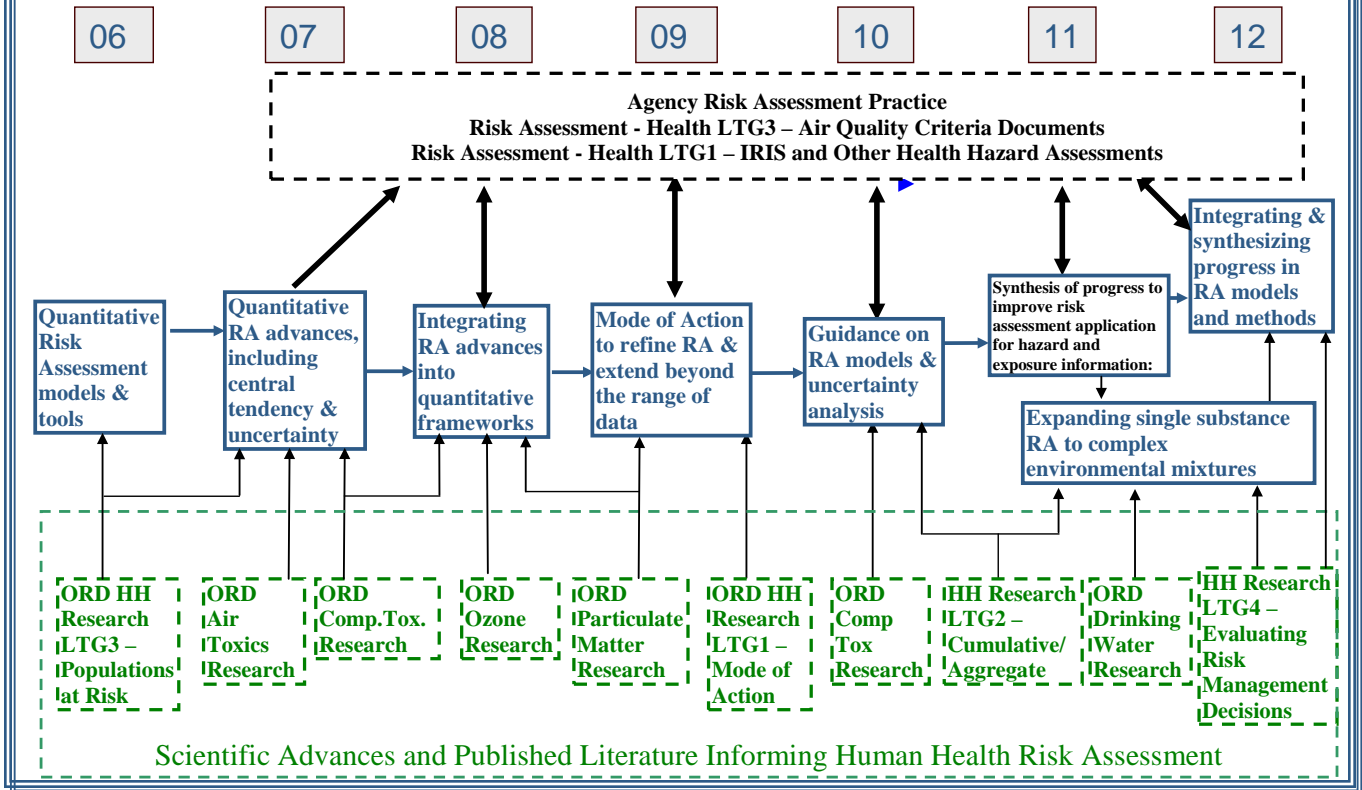 06
07
08
09
10
11
12
Agency Risk Assessment Practice
Risk Assessment - Health LTG3 – Air Quality Criteria Documents
Risk Assessment - Health LTG1 – IRIS and Other Health Hazard Assessments
Quantitative
Risk
Assessment
models &
tools
Quantitative
RA advances,
including
central
tendency &
uncertainty
Integrating
RA advances
into
quantitative
frameworks
Mode of Action
to refine RA &
extend beyond
the range of
data
Guidance on
RA models &
uncertainty
analysis
Synthesis of progress to
improve risk
assessment application
for hazard and
exposure information:
Integrating &
synthesizing
progress in
RA models
and methods
Expanding single substance
RA to complex
environmental mixtures
ORD HH
Research
LTG3 –
Populations
at Risk
ORD
Air
Toxics
Research
ORD
Comp.Tox.
Research
ORD
Ozone
Research
ORD
Particulate
Matter
Research
ORD HH
Research
LTG1 –
Mode of
Action
ORD
Comp
Tox
Research
HH Research
LTG2 –
Cumulative/
Aggregate
ORD
Drinking
Water
Research
HH Research
LTG4 –
Evaluating
Risk
Management
Decisions
Scientific Advances and Published Literature Informing Human Health Risk Assessment